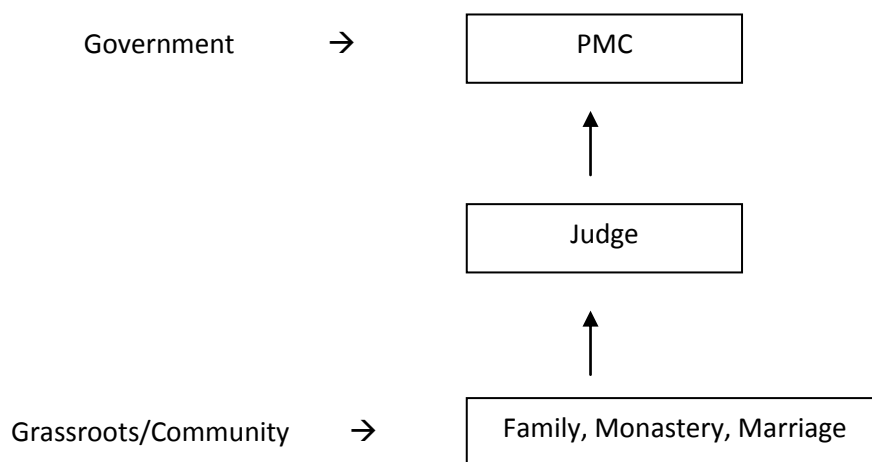 Government → PMC
Judge
Grassroots/Community → Family, Monastery, Marriage